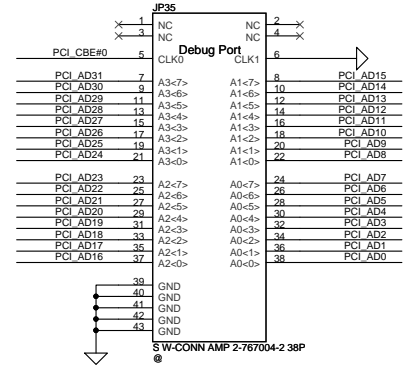 JP35
1 NC NC 2
3 NC NC 4
Debug Port
PCI_CBE#0 5 CLK0 CLK1 6
PCI_AD31 7 A3<7> A1<7> 8 PCI_AD15
PCI_AD30 9 A3<6> A1<6> 10 PCI_AD14
PCI_AD29 11 A3<5> A1<5> 12 PCI_AD13
PCI_AD28 13 A3<4> A1<4> 14 PCI_AD12
PCI_AD27 15 A3<3> A1<3> 16 PCI_AD11
PCI_AD26 17 A3<2> A1<2> 18 PCI_AD10
PCI_AD25 19 A3<1> A1<1> 20 PCI_AD9
PCI_AD24 21 A3<0> A1<0> 22 PCI_AD8
PCI_AD23 23 A2<7> A0<7> 24 PCI_AD7
PCI_AD22 25 A2<6> A0<6> 26 PCI_AD6
PCI_AD21 27 A2<5> A0<5> 28 PCI_AD5
PCI_AD20 29 A2<4> A0<4> 30 PCI_AD4
PCI_AD19 31 A2<3> A0<3> 32 PCI_AD3
PCI_AD18 33 A2<2> A0<2> 34 PCI_AD2
PCI_AD17 35 A2<1> A0<1> 36 PCI_AD1
PCI_AD16 37 A2<0> A0<0> 38 PCI_AD0
39 GND
40 GND
41 GND
42 GND
43 GND
S W-CONN AMP 2-767004-2 38P
@